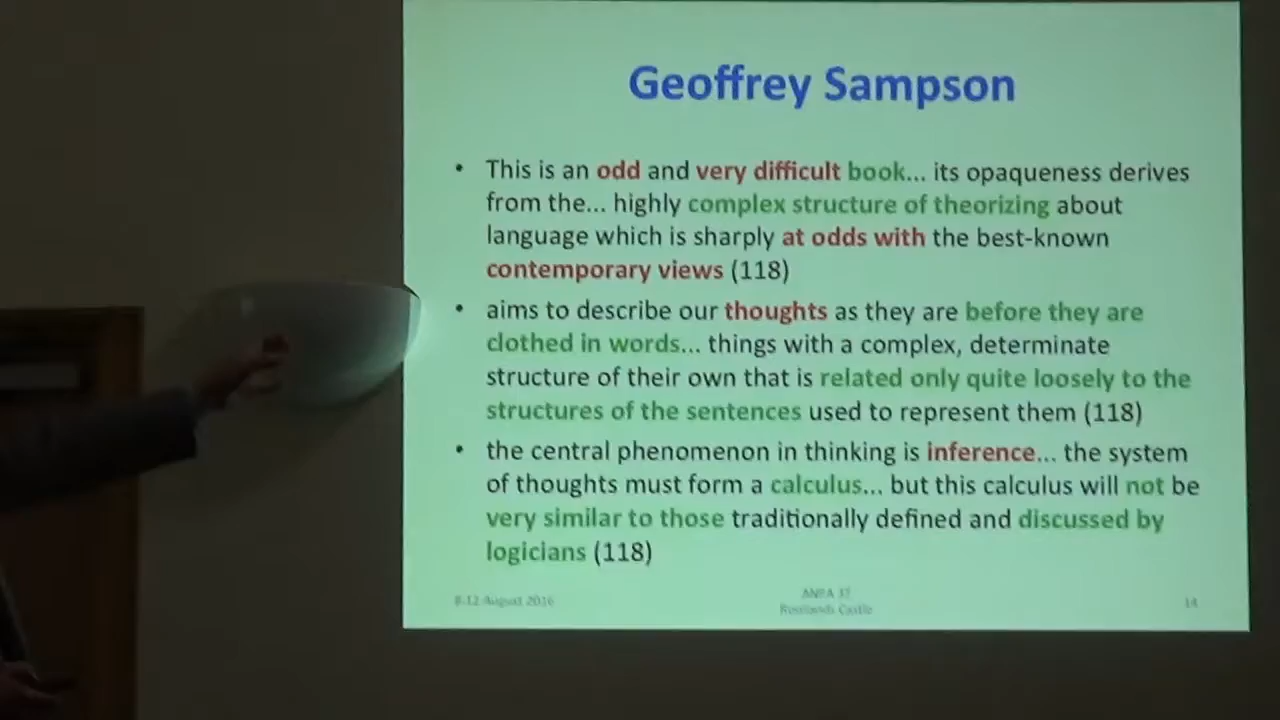 Geoffrey Sampson
• This is an odd and very difficult book... its opaqueness derives
from the... highly complex structure of theorizing about
language which is sharply at odds with the best-known
contemporary views (118)
• aims to describe our thoughts as they are before they are
clothed in words... things with a complex, determinate
structure of their own that is related only quite loosely to the
structures of the sentences used to represent them (118)
• the central phenomenon in thinking is inference... the system
of thoughts must form a calculus... but this calculus will not be
very similar to those traditionally defined and discussed by
logicians (118)
8-12 August 2016
ANPA 37
Rowlands Castle
14